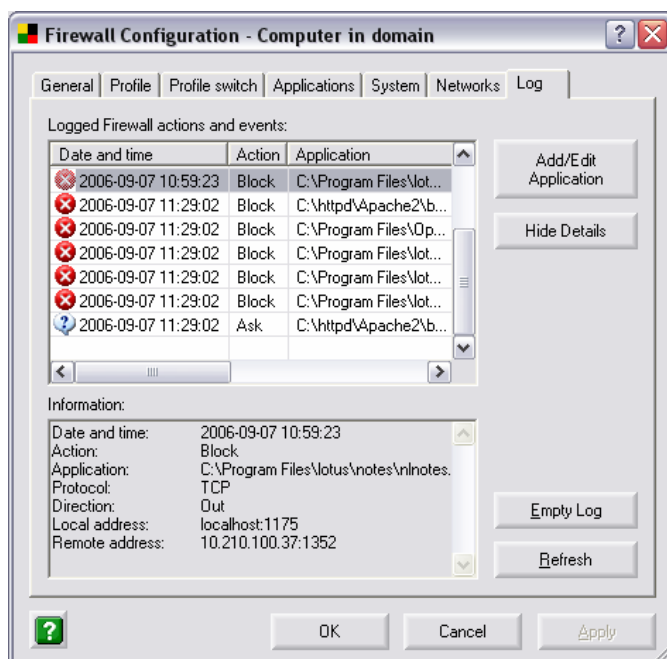 Firewall Configuration - Computer in domain
General Profile Profile switch Applications System Networks Log
Logged Firewall actions and events:
Date and time Action Application
2006-09-07 10:59:23 Block C:\Program Files\lot...
2006-09-07 11:29:02 Block C:\httpd\Apache2\b...
2006-09-07 11:29:02 Block C:\Program Files\Op...
2006-09-07 11:29:02 Block C:\Program Files\lot...
2006-09-07 11:29:02 Block C:\Program Files\lot...
2006-09-07 11:29:02 Block C:\Program Files\lot...
2006-09-07 11:29:02 Ask C:\httpd\Apache2\b...
Add/Edit
Application
Hide Details
Information:
Date and time: 2006-09-07 10:59:23
Action: Block
Application: C:\Program Files\lotus\notes\nlnotes.
Protocol: TCP
Direction: Out
Local address: localhost:1175
Remote address: 10.210.100.37:1352
Empty Log
Refresh
OK Cancel Apply